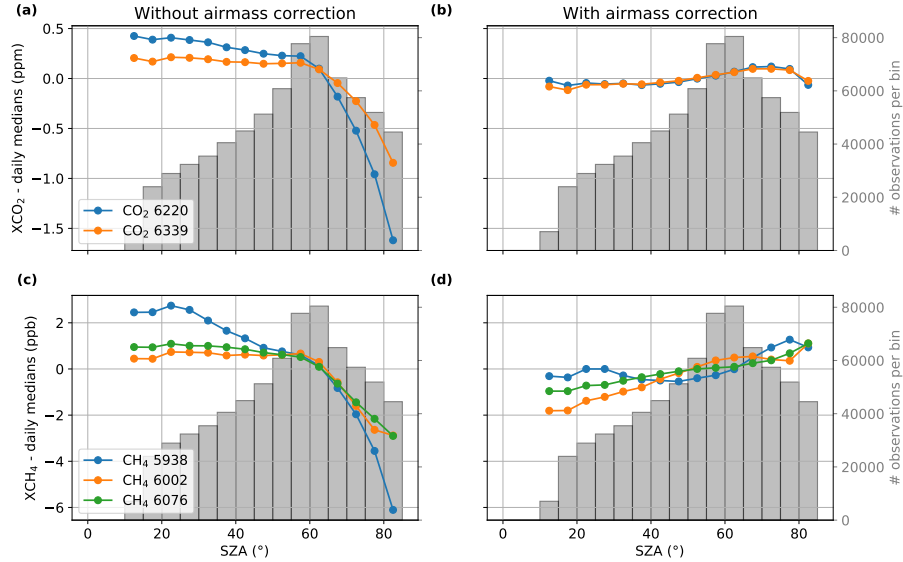 (a) Without airmass correction
(b) With airmass correction
0.5
0.0
−0.5
−1.0
−1.5
XCO₂ - daily medians (ppm)
CO₂ 6220
CO₂ 6339
80000
60000
40000
20000
0
# observations per bin
(c)
(d)
2
0
−2
−4
−6
XCH₄ - daily medians (ppb)
CH₄ 5938
CH₄ 6002
CH₄ 6076
0 20 40 60 80
SZA (°)
0 20 40 60 80
SZA (°)
80000
60000
40000
20000
0
# observations per bin